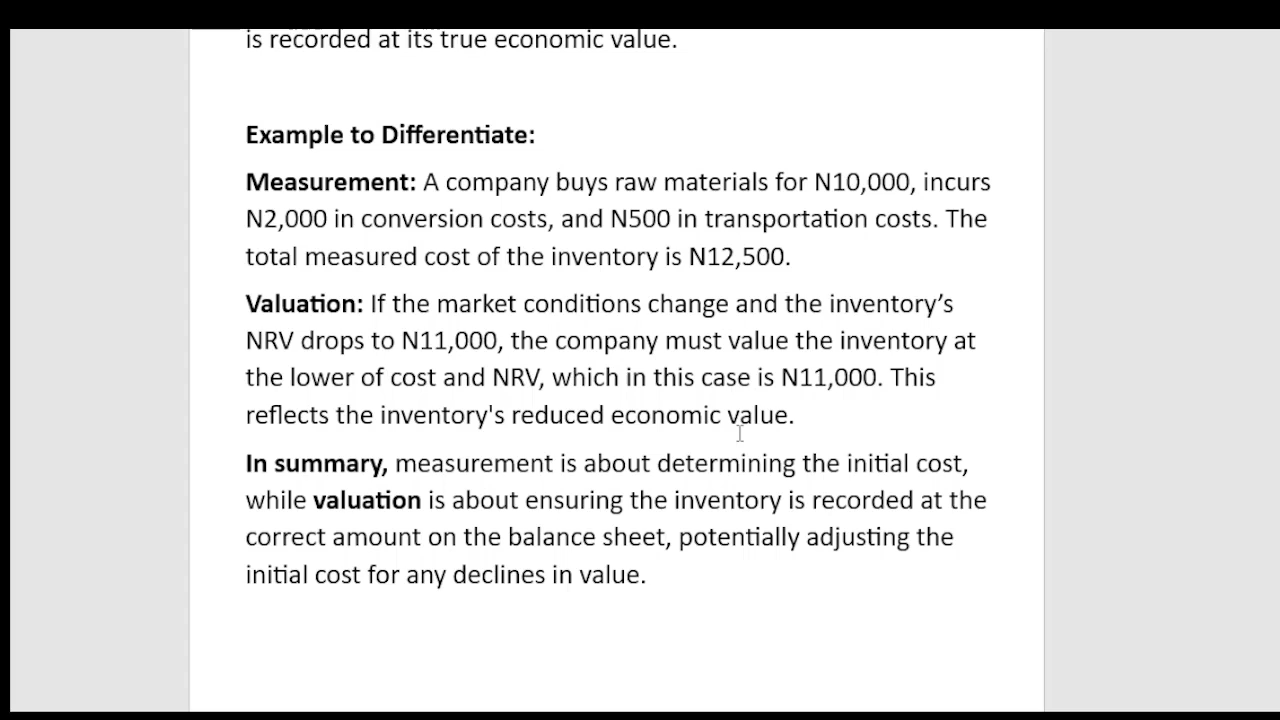 is recorded at its true economic value.
Example to Differentiate:
Measurement: A company buys raw materials for N10,000, incurs
N2,000 in conversion costs, and N500 in transportation costs. The
total measured cost of the inventory is N12,500.
Valuation: If the market conditions change and the inventory’s
NRV drops to N11,000, the company must value the inventory at
the lower of cost and NRV, which in this case is N11,000. This
reflects the inventory's reduced economic value.
In summary, measurement is about determining the initial cost,
while valuation is about ensuring the inventory is recorded at the
correct amount on the balance sheet, potentially adjusting the
initial cost for any declines in value.